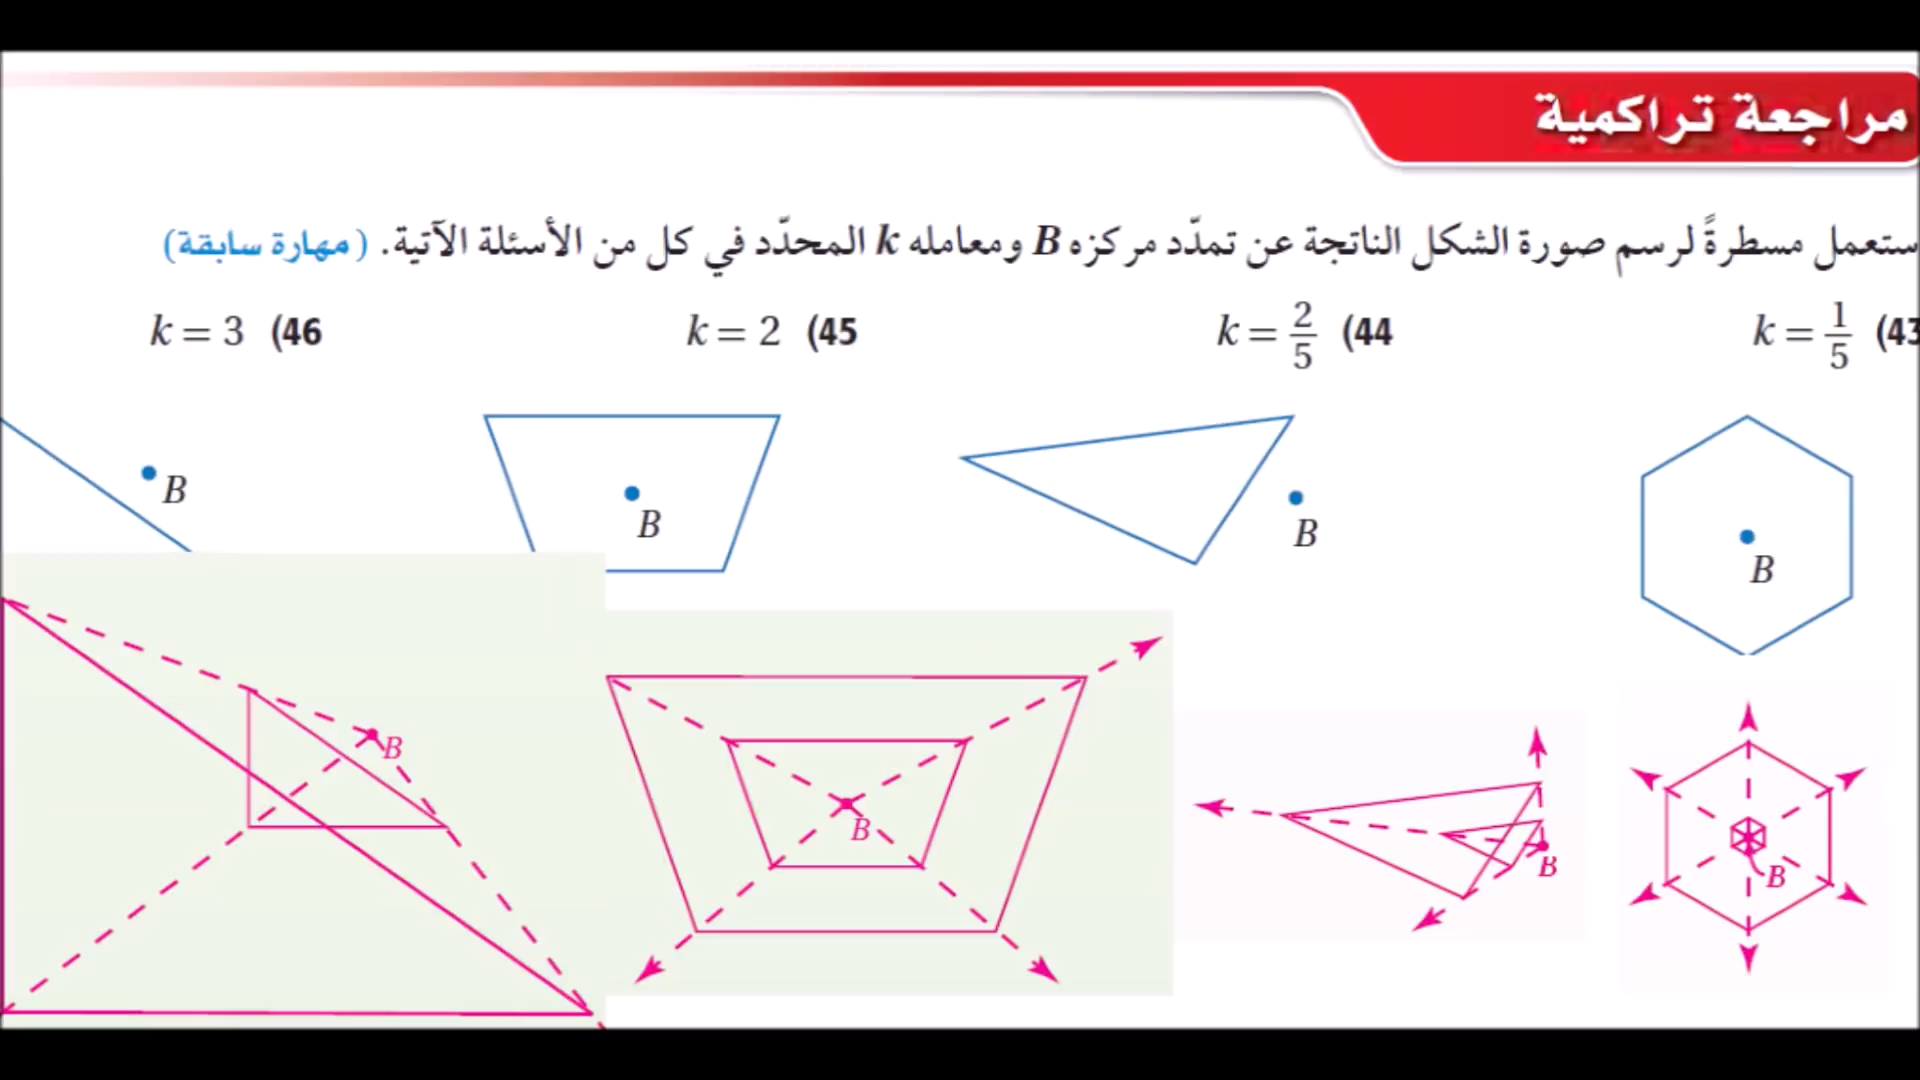 مراجعة تراكمية
ستعمل مسطرةً لرسم صورة الشكل الناتجة عن تمدّد مركزه B ومعامله k المحدّد في كل من الأسئلة الآتية. (مهارة سابقة)
(43 k = 1/5 (44 k = 2/5 (45 k = 2 (46 k = 3
B B B B
B B B B